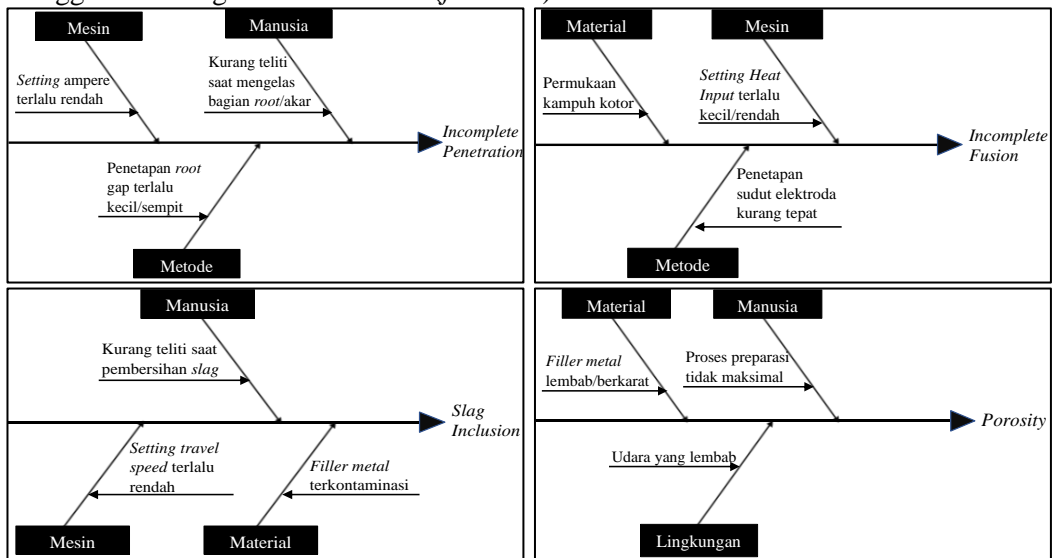 Mesin
Manusia
Setting ampere
terlalu rendah
Kurang teliti
saat mengelas
bagian root/akar
Incomplete
Penetration
Penetapan root
gap terlalu
kecil/sempit
Metode
Material
Mesin
Permukaan
kampuh kotor
Setting Heat
Input terlalu
kecil/rendah
Incomplete
Fusion
Penetapan
sudut elektroda
kurang tepat
Metode
Manusia
Kurang teliti saat
pembersihan slag
Slag
Inclusion
Setting travel
speed terlalu
rendah
Filler metal
terkontaminasi
Mesin
Material
Material
Manusia
Filler metal
lembab/berkarat
Proses preparasi
tidak maksimal
Porosity
Udara yang lembab
Lingkungan